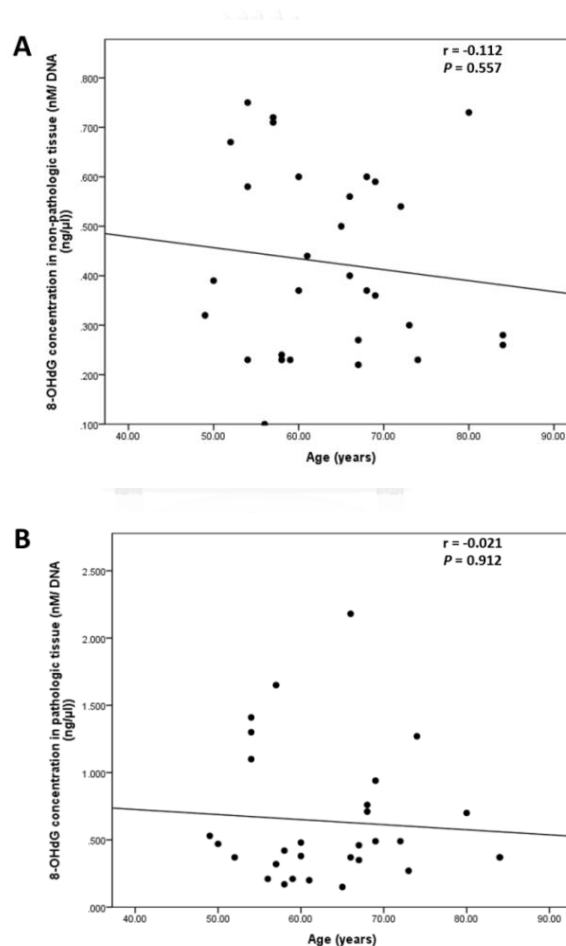 A
r = -0.112
P = 0.557
8-OHdG concentration in non-pathologic tissue (nM/ DNA
(ng/µl))
.800
.700
.600
.500
.400
.300
.200
.100
40.00 50.00 60.00 70.00 80.00 90.00
Age (years)
B
r = -0.021
P = 0.912
8-OHdG concentration in pathologic tissue (nM/ DNA
(ng/µl))
2.500
2.000
1.500
1.000
.500
.000
40.00 50.00 60.00 70.00 80.00 90.00
Age (years)